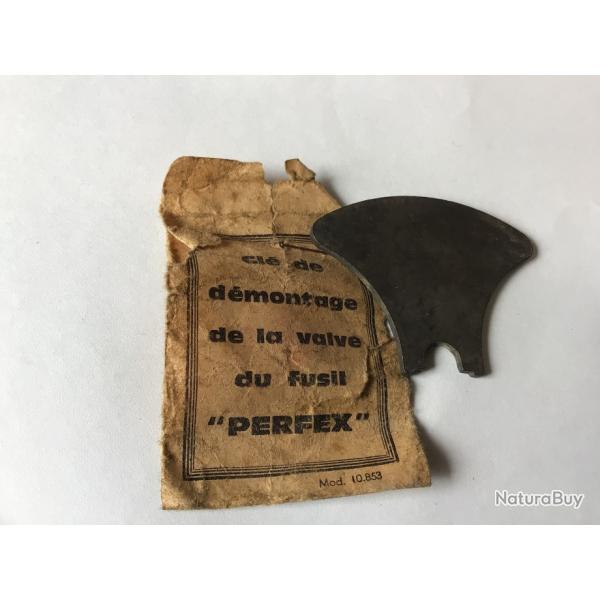 clé de
démontage
de la valve
du fusil
"PERFEX"
Mod. 10.853
NaturaBuy